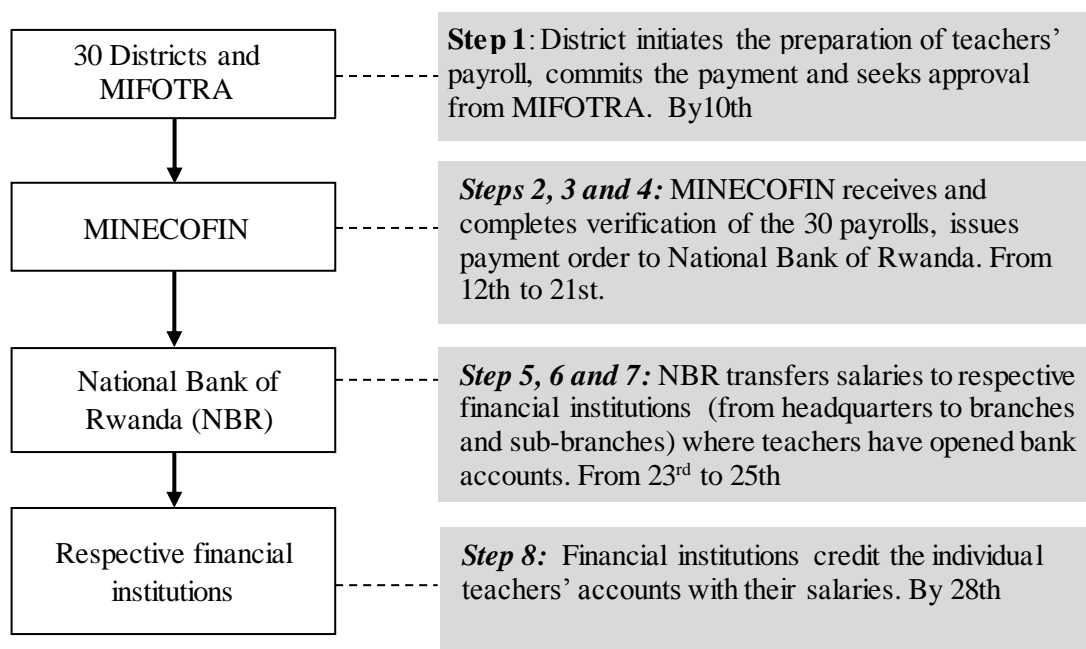 30 Districts and
MIFOTRA
Step 1: District initiates the preparation of teachers’
payroll, commits the payment and seeks approval
from MIFOTRA. By10th
MINECOFIN
Steps 2, 3 and 4: MINECOFIN receives and
completes verification of the 30 payrolls, issues
payment order to National Bank of Rwanda. From
12th to 21st.
National Bank of
Rwanda (NBR)
Step 5, 6 and 7: NBR transfers salaries to respective
financial institutions (from headquarters to branches
and sub-branches) where teachers have opened bank
accounts. From 23rd to 25th
Respective financial
institutions
Step 8: Financial institutions credit the individual
teachers’ accounts with their salaries. By 28th